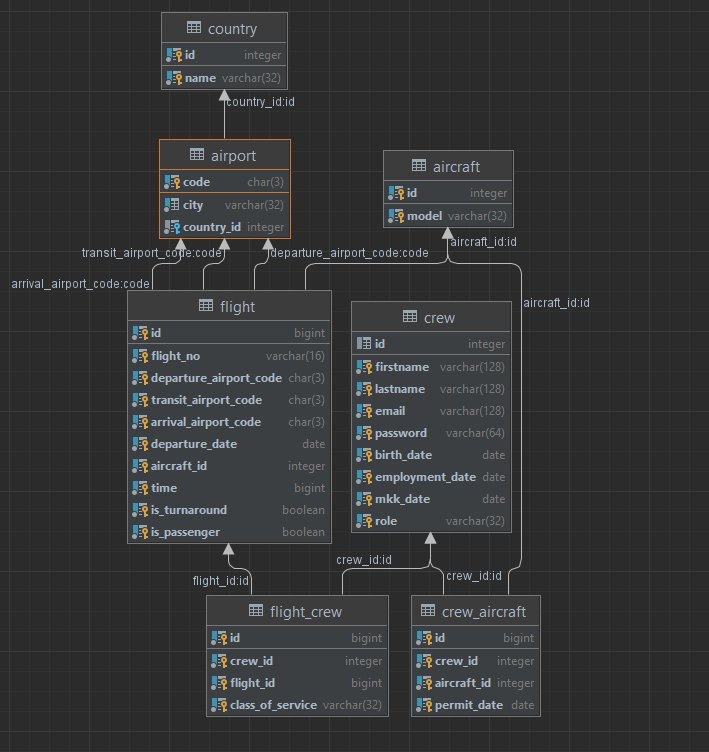 country
id integer
name varchar(32)
country_id:id
airport
code char(3)
city varchar(32)
country_id integer
aircraft
id integer
model varchar(32)
transit_airport_code:code
departure_airport_code:code
aircraft_id:id
arrival_airport_code:code
aircraft_id:id
flight
id bigint
flight_no varchar(16)
departure_airport_code char(3)
transit_airport_code char(3)
arrival_airport_code char(3)
departure_date date
aircraft_id integer
time bigint
is_turnaround boolean
is_passenger boolean
crew
id integer
firstname varchar(128)
lastname varchar(128)
email varchar(128)
password varchar(64)
birth_date date
employment_date date
mkk_date date
role varchar(32)
flight_id:id
crew_id:id
crew_id:id
flight_crew
id bigint
crew_id integer
flight_id bigint
class_of_service varchar(32)
crew_aircraft
id bigint
crew_id integer
aircraft_id integer
permit_date date